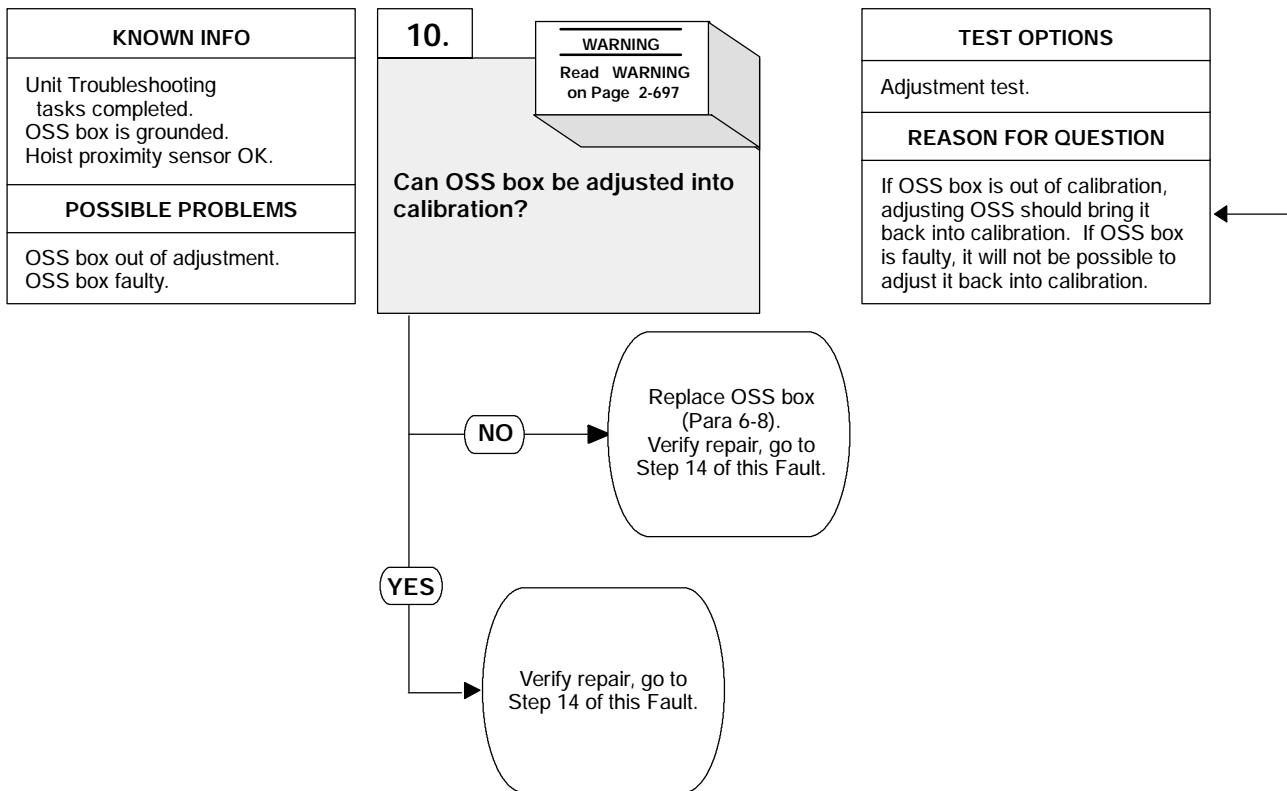 KNOWN INFO
Unit Troubleshooting
tasks completed.
OSS box is grounded.
Hoist proximity sensor OK.
POSSIBLE PROBLEMS
OSS box out of adjustment.
OSS box faulty.
10.
WARNING
Read WARNING
on Page 2-697
Can OSS box be adjusted into
calibration?
TEST OPTIONS
Adjustment test.
REASON FOR QUESTION
If OSS box is out of calibration,
adjusting OSS should bring it
back into calibration. If OSS box
is faulty, it will not be possible to
adjust it back into calibration.
NO
Replace OSS box
(Para 6-8).
Verify repair, go to
Step 14 of this Fault.
YES
Verify repair, go to
Step 14 of this Fault.